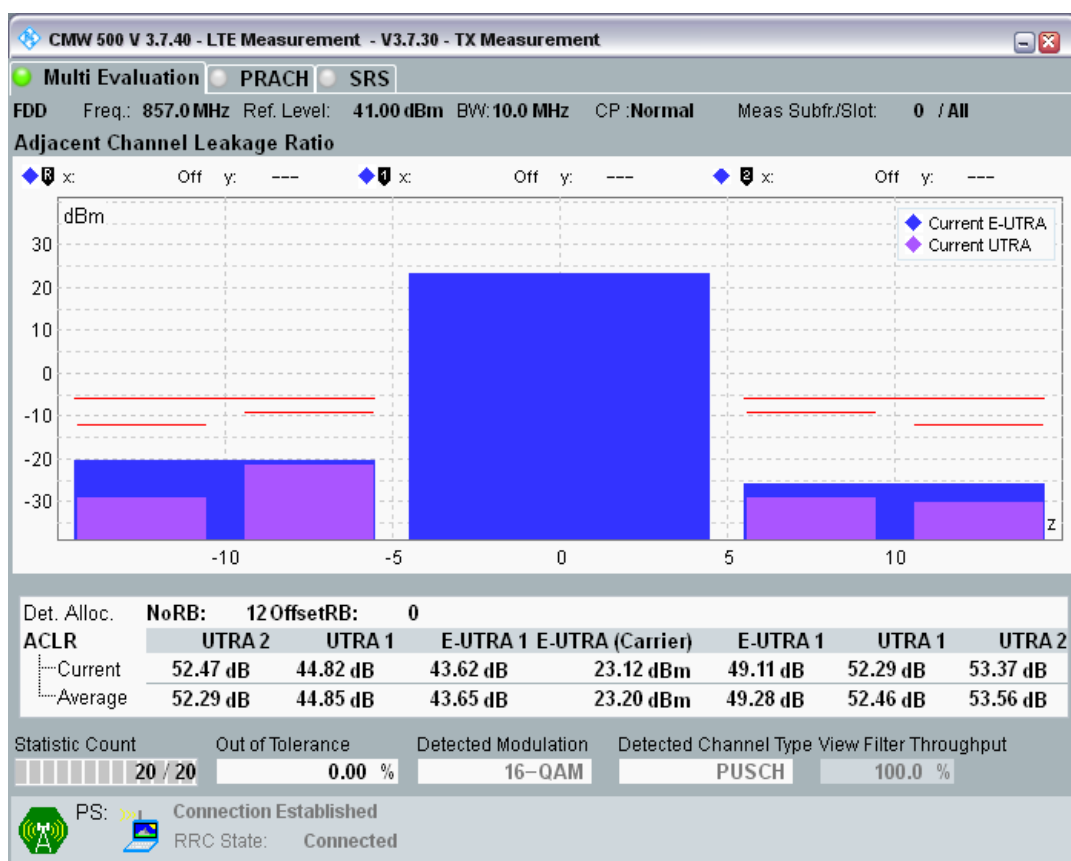 CMW 500 V 3.7.40 - LTE Measurement - V3.7.30 - TX Measurement
Multi Evaluation PRACH SRS
FDD Freq.: 857.0 MHz Ref. Level: 41.00 dBm BW: 10.0 MHz CP :Normal Meas Subfr./Slot: 0 / All
Adjacent Channel Leakage Ratio
R x: Off y: --- 1 x: Off y: --- 2 x: Off y: ---
dBm
Current E-UTRA
Current UTRA
30
20
10
0
-10
-20
-30
z
-10 -5 0 5 10
Det. Alloc. NoRB: 12 OffsetRB: 0
ACLR UTRA 2 UTRA 1 E-UTRA 1 E-UTRA (Carrier) E-UTRA 1 UTRA 1 UTRA 2
Current 52.47 dB 44.82 dB 43.62 dB 23.12 dBm 49.11 dB 52.29 dB 53.37 dB
Average 52.29 dB 44.85 dB 43.65 dB 23.20 dBm 49.28 dB 52.46 dB 53.56 dB
Statistic Count Out of Tolerance Detected Modulation Detected Channel Type View Filter Throughput
20 / 20 0.00 % 16-QAM PUSCH 100.0 %
PS: Connection Established
RRC State: Connected